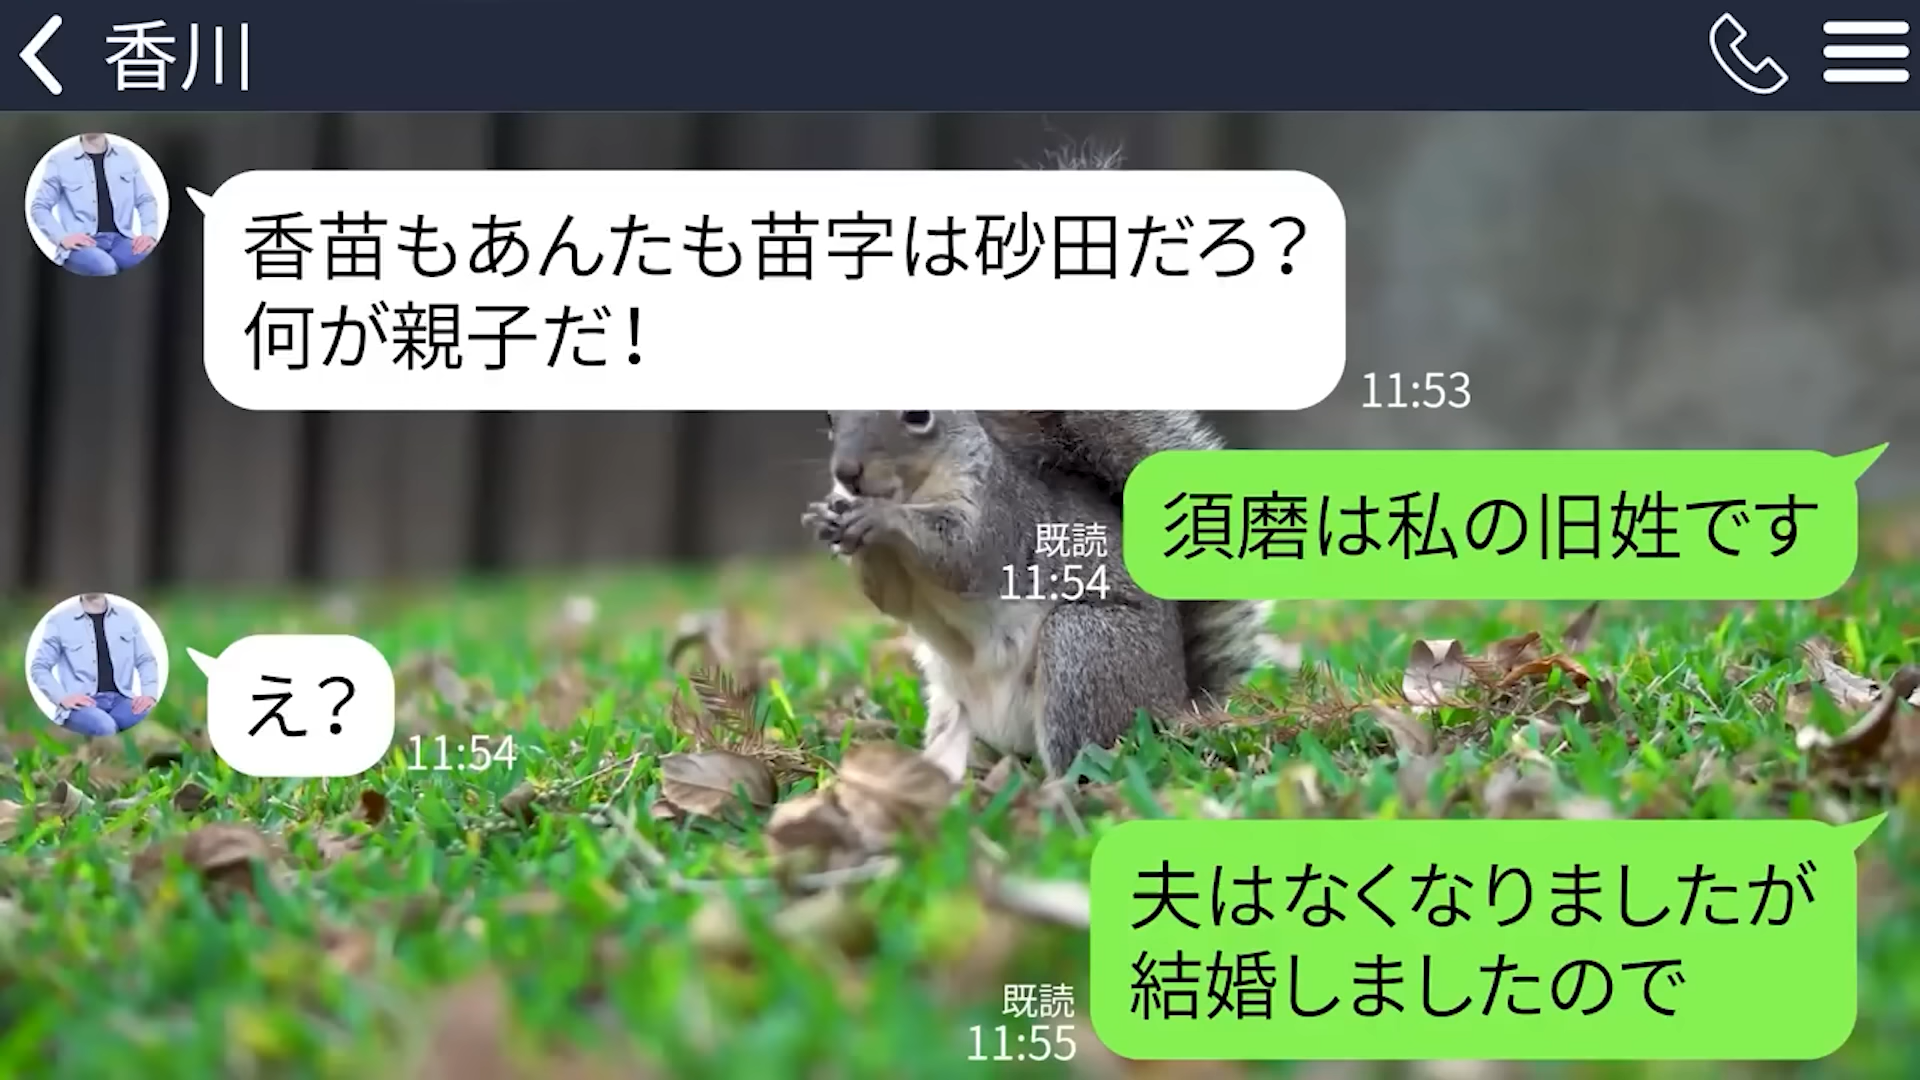 香川
香苗もあんたも苗字は砂田だろ？
何が親子だ！
11:53
須磨は私の旧姓です
既読
11:54
え？
11:54
夫はなくなりましたが
結婚しましたので
既読
11:55